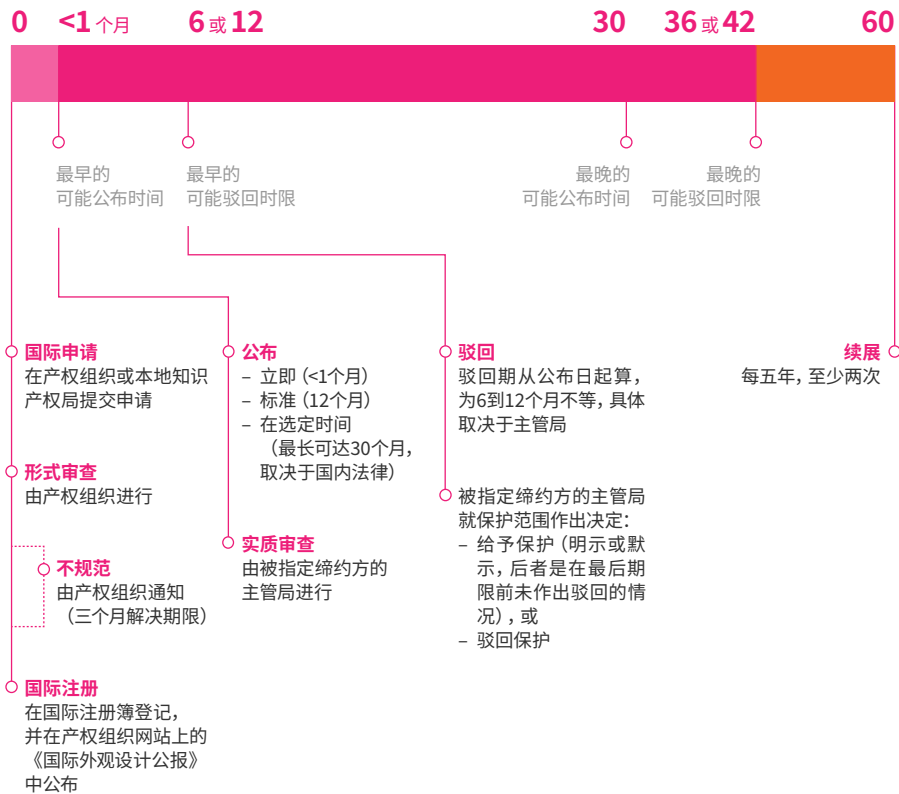 0 <1 个月 6 或 12 30 36 或 42 60
最早的
可能公布时间
最早的
可能驳回时限
最晚的
可能公布时间
最晚的
可能驳回时限
国际申请
在产权组织或本地知识
产权局提交申请
形式审查
由产权组织进行
不规范
由产权组织通知
（三个月解决期限）
国际注册
在国际注册簿登记，
并在产权组织网站上的
《国际外观设计公报》
中公布
公布
– 立即（<1个月）
– 标准（12个月）
– 在选定时间
（最长可达30个月，
取决于国内法律）
实质审查
由被指定缔约方的
主管局进行
驳回
驳回期从公布日起算，
为6到12个月不等，具体
取决于主管局
被指定缔约方的主管局
就保护范围作出决定：
– 给予保护（明示或默
示，后者是在最后期
限前未作出驳回的情
况），或
– 驳回保护
续展
每五年，至少两次